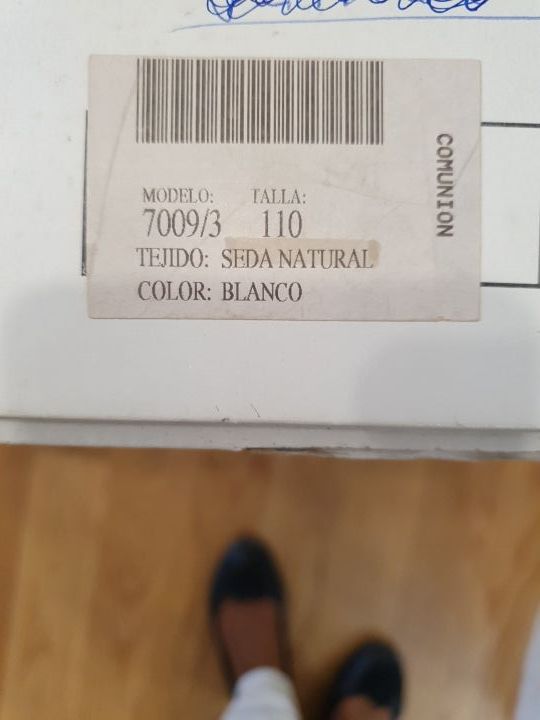 MODELO: TALLA:
7009/3 110
TEJIDO: SEDA NATURAL
COLOR: BLANCO
COMUNION